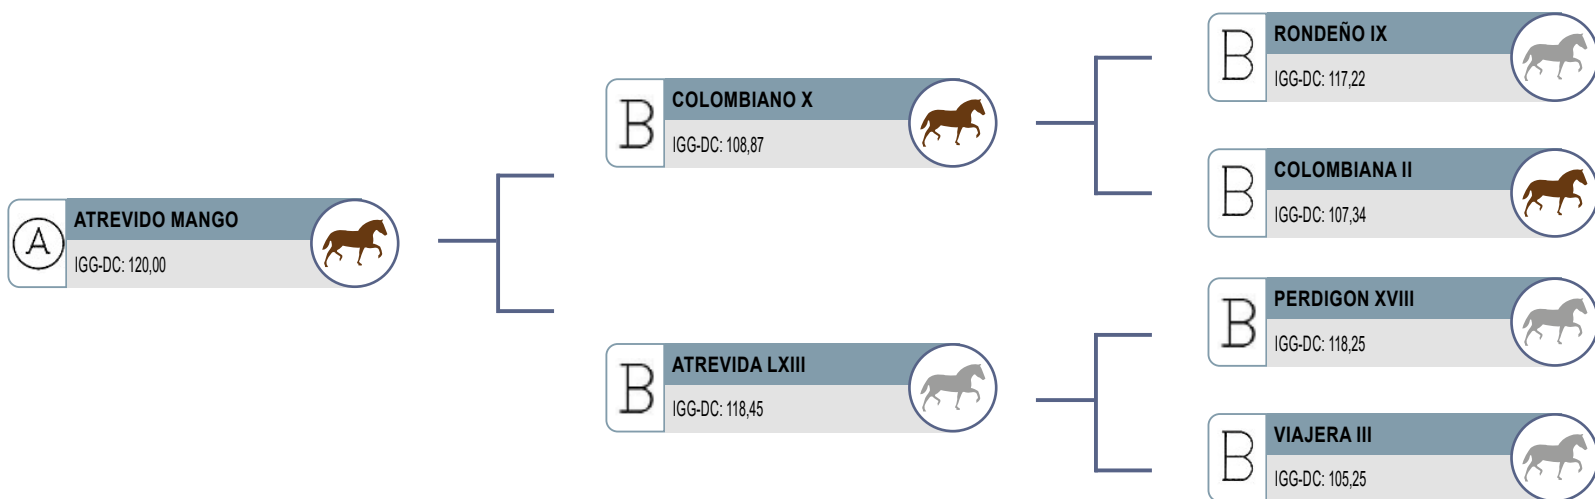 A
ATREVIDO MANGO
IGG-DC: 120,00
B
COLOMBIANO X
IGG-DC: 108,87
B
ATREVIDA LXIII
IGG-DC: 118,45
B
RONDEÑO IX
IGG-DC: 117,22
B
COLOMBIANA II
IGG-DC: 107,34
B
PERDIGON XVIII
IGG-DC: 118,25
B
VIAJERA III
IGG-DC: 105,25